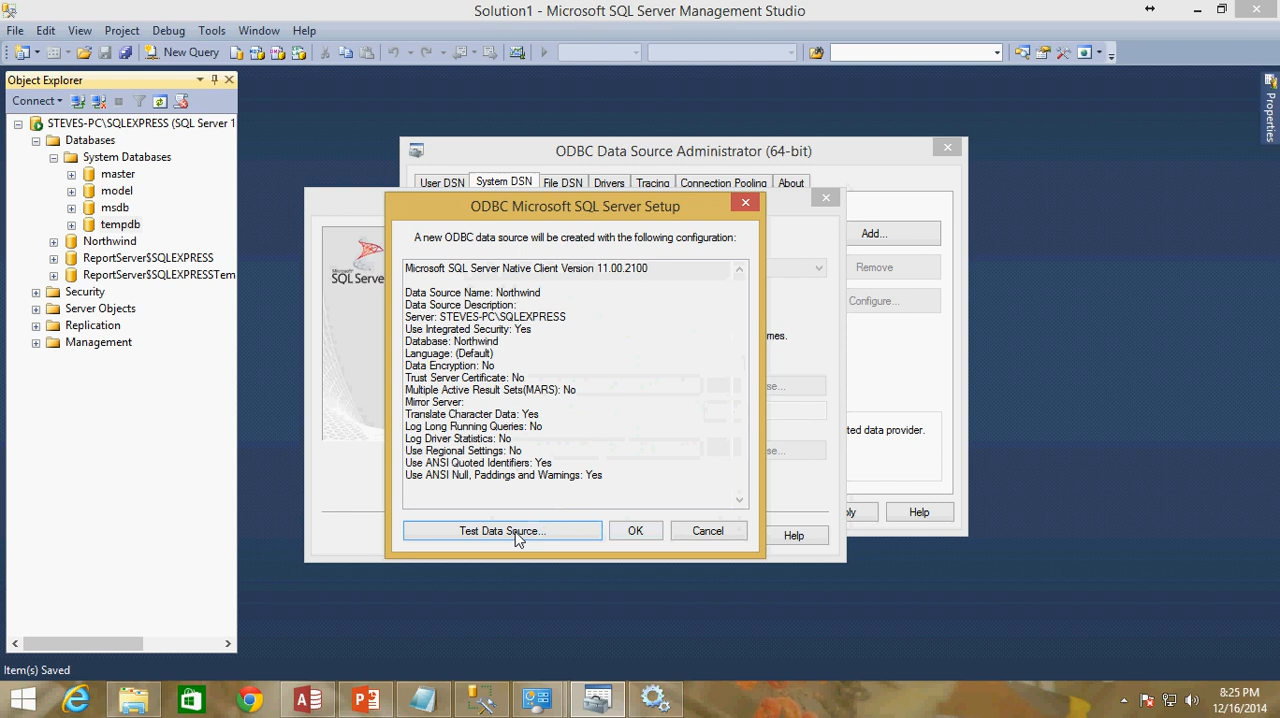 Solution1 - Microsoft SQL Server Management Studio
File Edit View Project Debug Tools Window Help
New Query
Object Explorer
Connect
STEVES-PC\SQLEXPRESS (SQL Server 1
Databases
System Databases
master
model
msdb
tempdb
Northwind
ReportServer$SQLEXPRESS
ReportServer$SQLEXPRESSTem
Security
Server Objects
Replication
Management
Properties
ODBC Data Source Administrator (64-bit)
User DSN System DSN File DSN Drivers Tracing Connection Pooling About
Add...
Remove
Configure...
mes.
se...
ted data provider.
se...
ply Help
Help
Microsoft
SQL Serve
ODBC Microsoft SQL Server Setup
A new ODBC data source will be created with the following configuration:
Microsoft SQL Server Native Client Version 11.00.2100
Data Source Name: Northwind
Data Source Description:
Server: STEVES-PC\SQLEXPRESS
Use Integrated Security: Yes
Database: Northwind
Language: (Default)
Data Encryption: No
Trust Server Certificate: No
Multiple Active Result Sets(MARS): No
Mirror Server:
Translate Character Data: Yes
Log Long Running Queries: No
Log Driver Statistics: No
Use Regional Settings: No
Use ANSI Quoted Identifiers: Yes
Use ANSI Null, Paddings and Warnings: Yes
Test Data Source... OK Cancel
Item(s) Saved
8:25 PM
12/16/2014